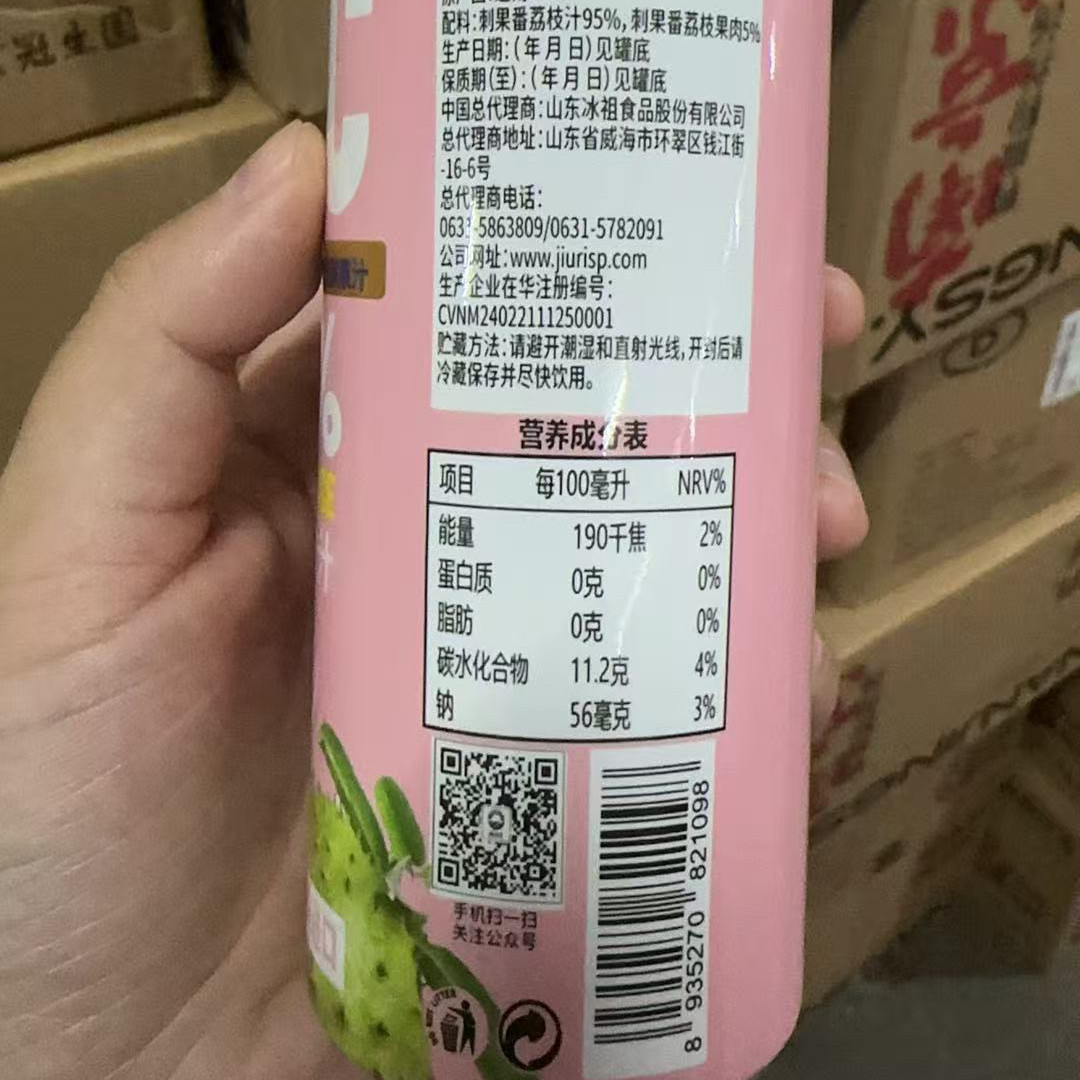 冠生园
配料:刺果番荔枝汁95%,刺果番荔枝果肉5%
生产日期:(年月日)见罐底
保质期(至):(年月日)见罐底
中国总代理商:山东冰祖食品股份有限公司
总代理商地址:山东省威海市环翠区钱江街
-16-6号
总代理商电话:
0631-5863809/0631-5782091
公司网址:www.jiurisp.com
生产企业在华注册编号:
CVNM24022111250001
贮藏方法:请避开潮湿和直射光线,开封后请
冷藏保存并尽快饮用。
果汁
%
汁
营养成分表
项目 每100毫升 NRV%
能量 190千焦 2%
蛋白质 0克 0%
脂肪 0克 0%
碳水化合物 11.2克 4%
钠 56毫克 3%
手机扫一扫
关注公众号
8 935270 821098
LITTER